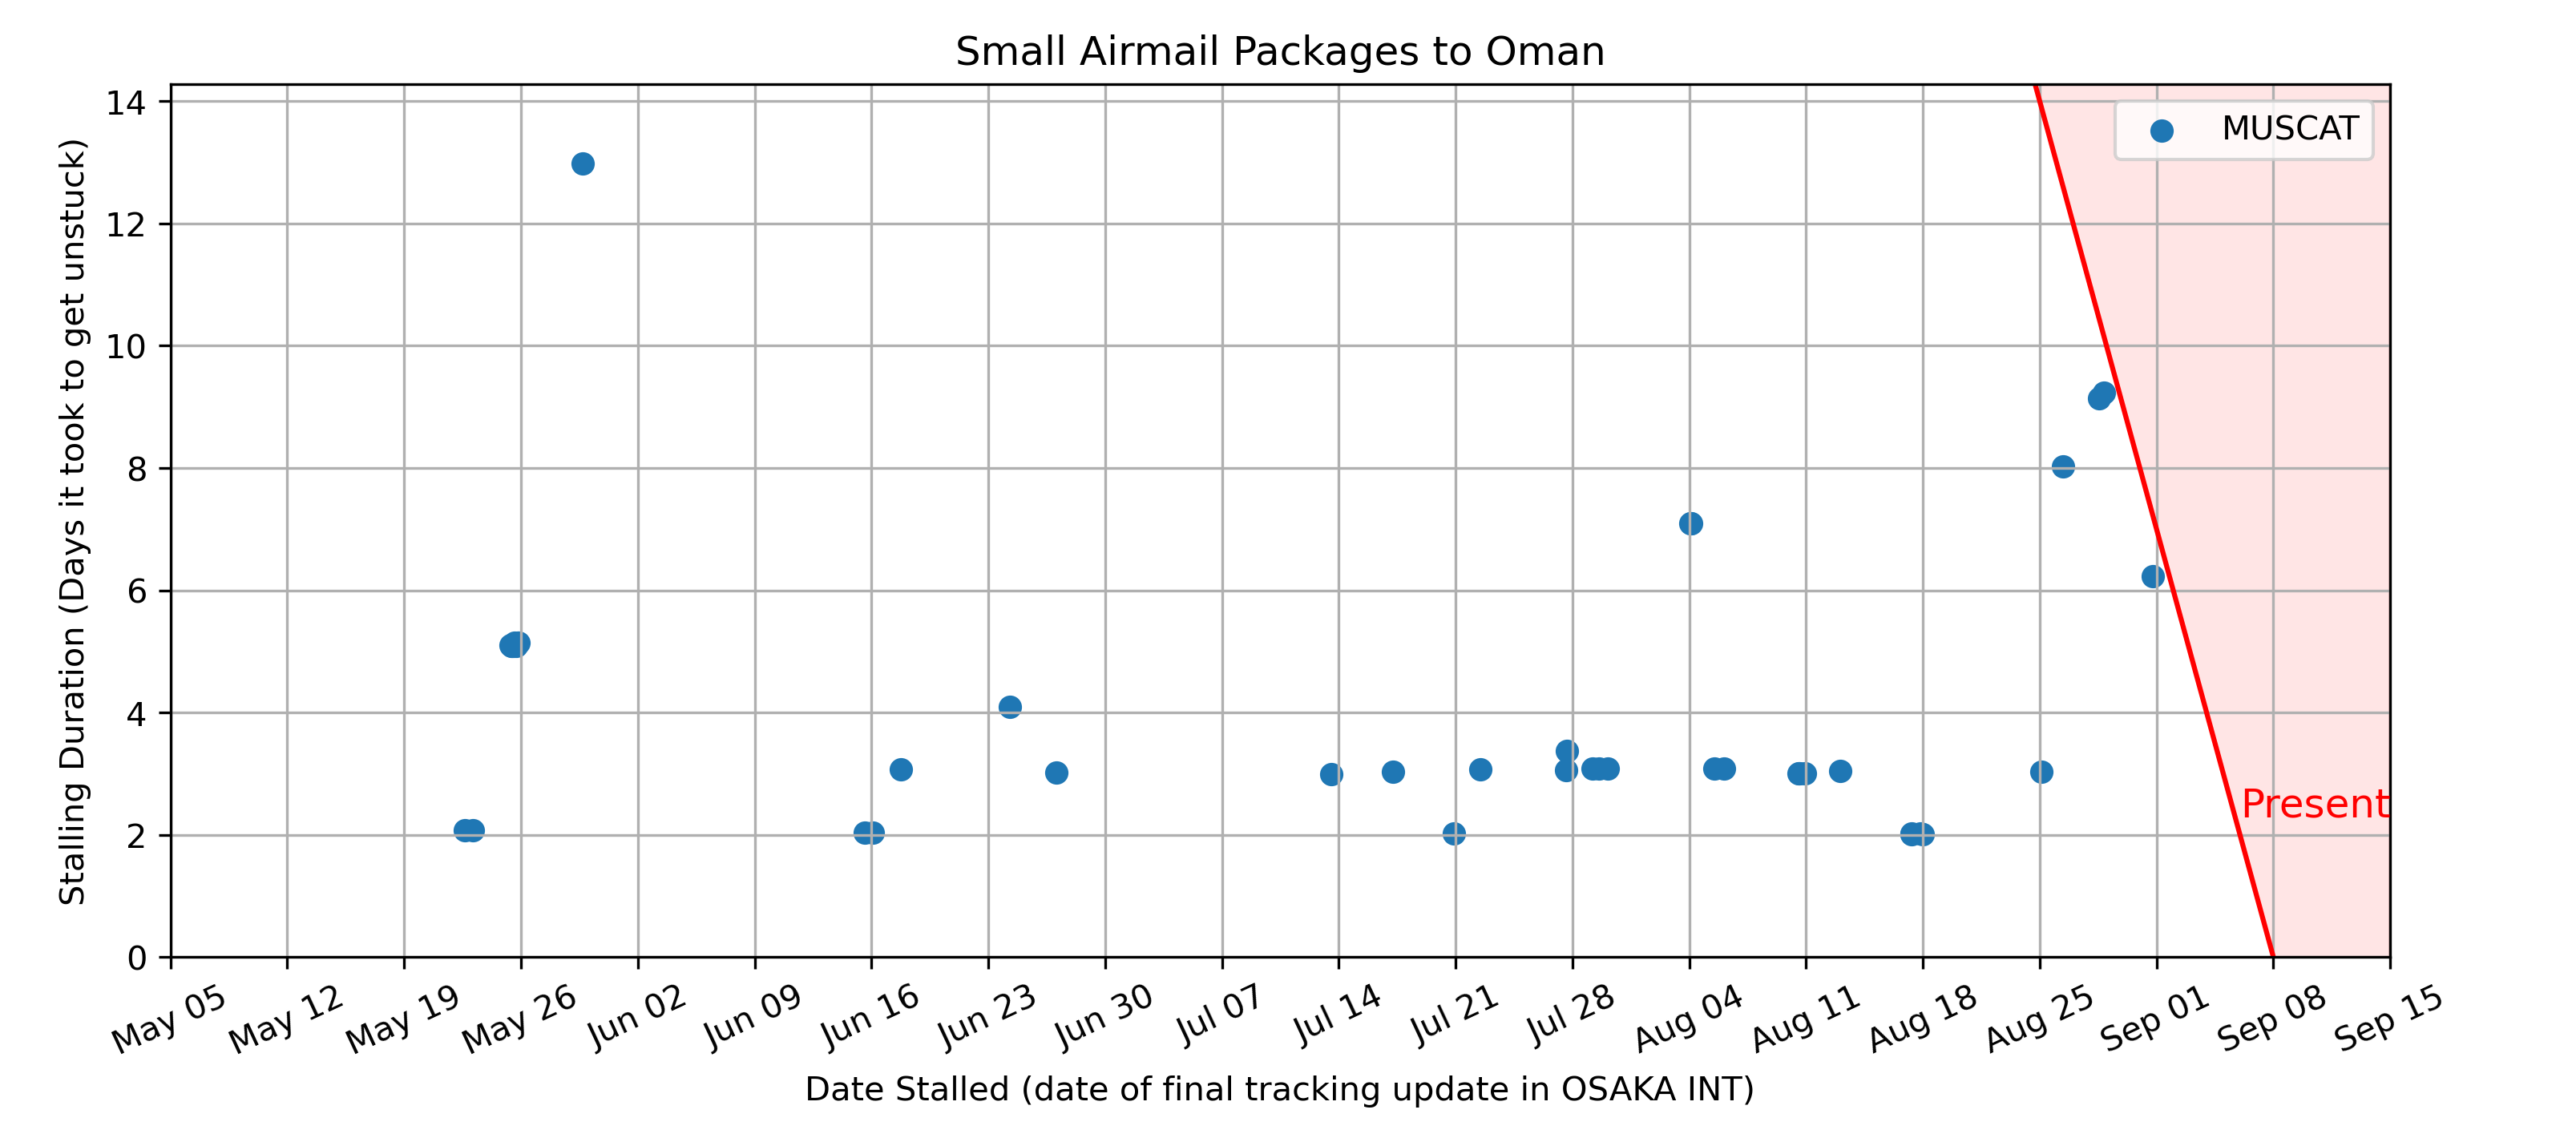 Small Airmail Packages to Oman
MUSCAT
Stalling Duration (Days it took to get unstuck)
14
12
10
8
6
4
2
0
Present
May 05
May 12
May 19
May 26
Jun 02
Jun 09
Jun 16
Jun 23
Jun 30
Jul 07
Jul 14
Jul 21
Jul 28
Aug 04
Aug 11
Aug 18
Aug 25
Sep 01
Sep 08
Sep 15
Date Stalled (date of final tracking update in OSAKA INT)